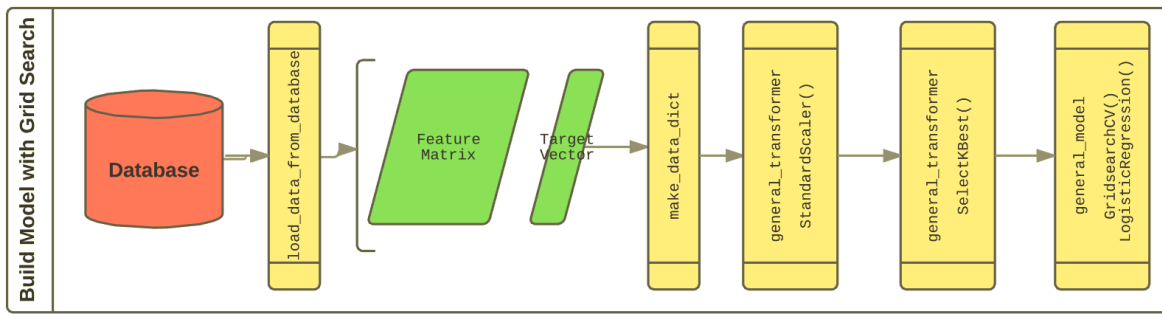 Build Model with Grid Search
Database
load_data_from_database
Feature
Matrix
Target
Vector
make_data_dict
general_transformer
StandardScaler()
general_transformer
SelectKBest()
general_model
GridsearchCV()
LogisticRegression()